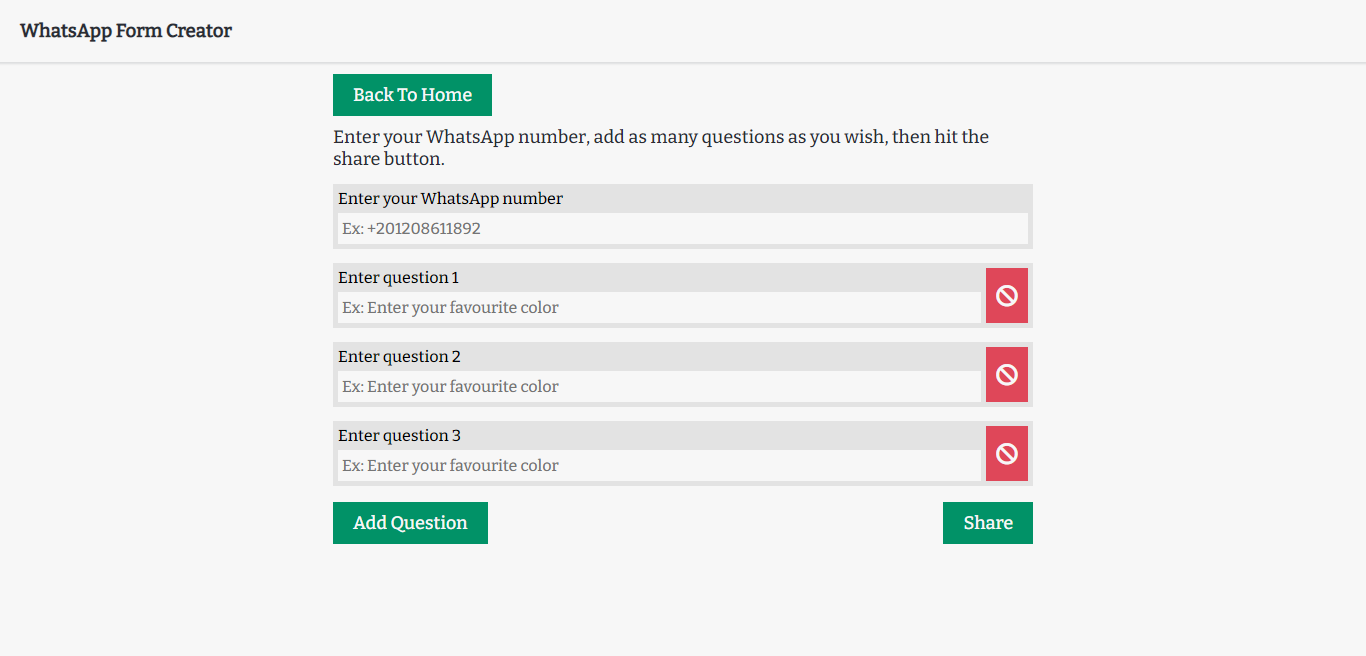 WhatsApp Form Creator
Back To Home
Enter your WhatsApp number, add as many questions as you wish, then hit the
share button.
Enter your WhatsApp number
Ex: +201208611892
Enter question 1
Ex: Enter your favourite color
Enter question 2
Ex: Enter your favourite color
Enter question 3
Ex: Enter your favourite color
Add Question
Share